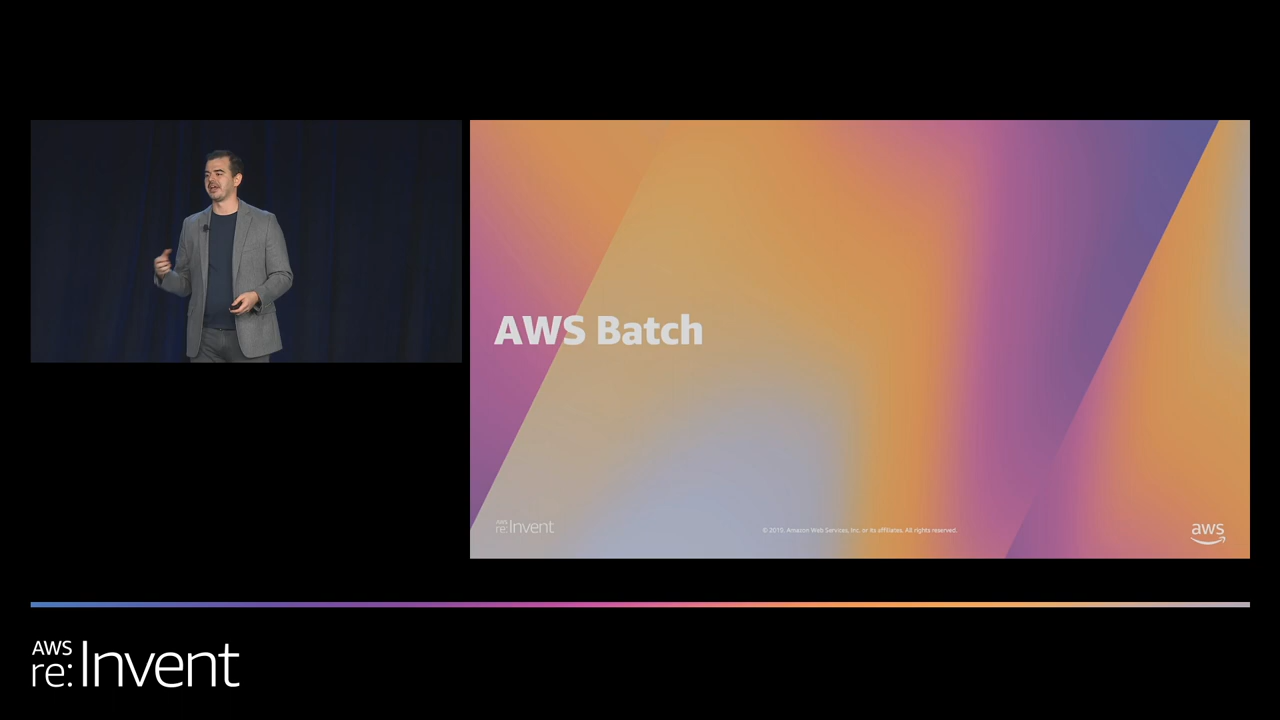 AWS Batch
AWS
re:Invent
© 2019, Amazon Web Services, Inc. or its affiliates. All rights reserved.
aws
AWS
re:Invent